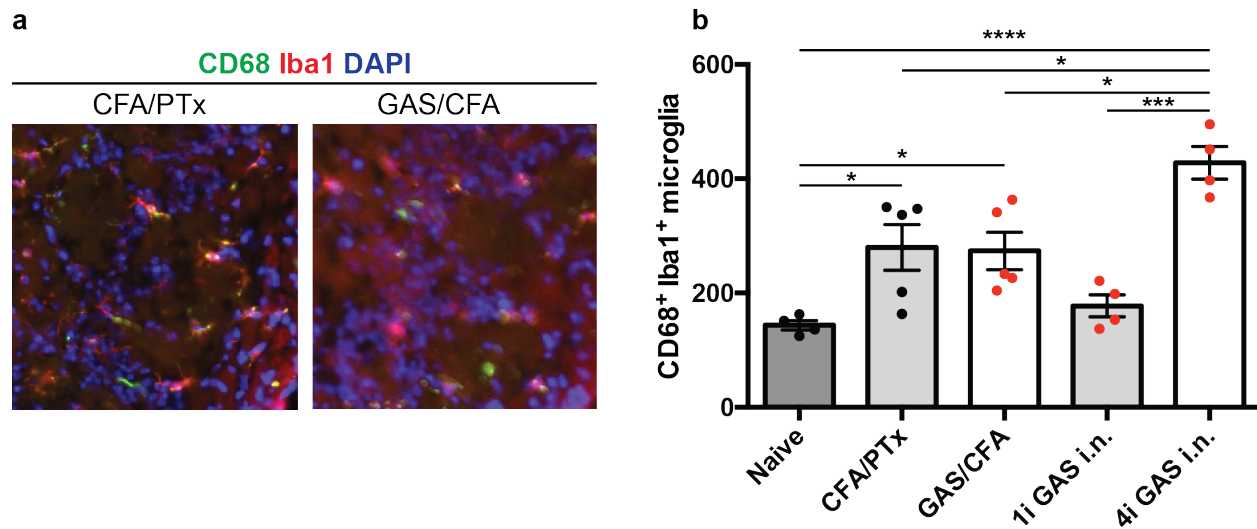 a
CD68 Iba1 DAPI
CFA/PTx GAS/CFA
b
CD68+ Iba1+ microglia
600
400
200
0
****
*
*
***
*
*
Naive
CFA/PTx
GAS/CFA
1i GAS i.n.
4i GAS i.n.